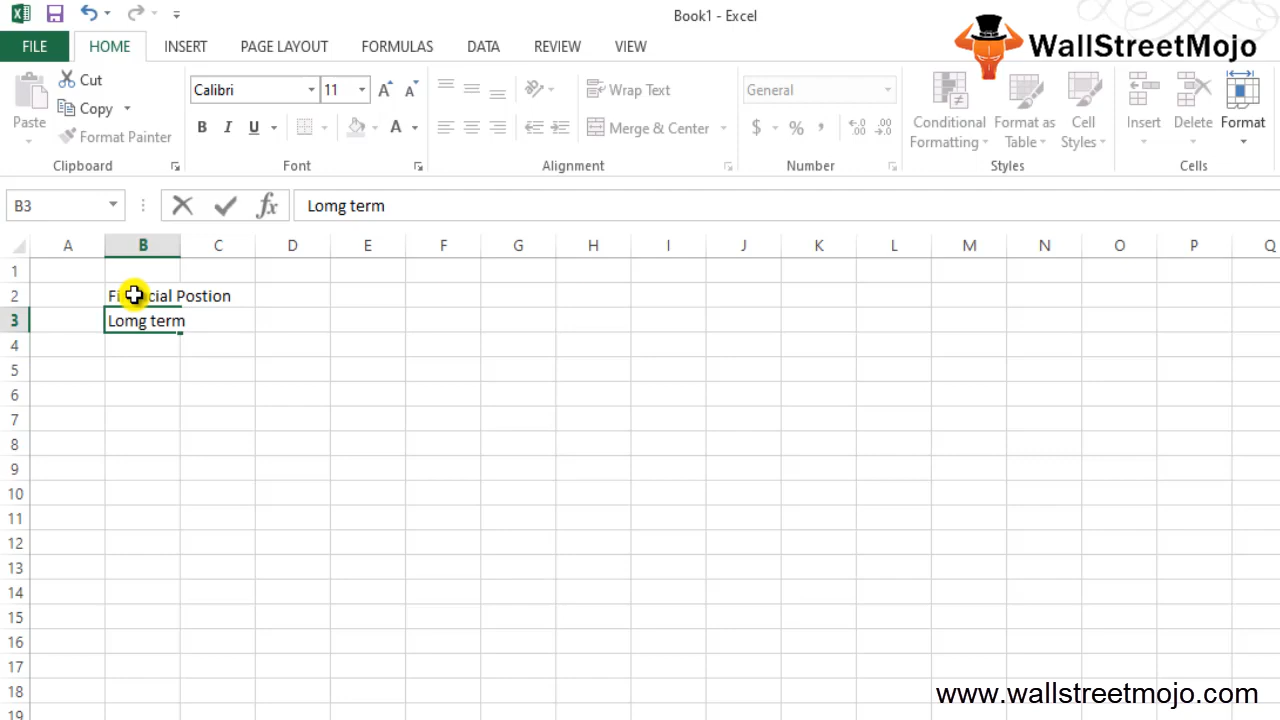 Book1 - Excel
WallStreetMojo
FILE HOME INSERT PAGE LAYOUT FORMULAS DATA REVIEW VIEW
Paste
Cut
Copy
Format Painter
Clipboard
Calibri 11
B I U
A
Font
Wrap Text
Merge & Center
Alignment
General
$ % ,
Number
Conditional Formatting
Format as Table
Cell Styles
Styles
Insert Delete Format
Cells
B3 fx Lomg term
A B C D E F G H I J K L M N O P Q
1
2 Postion
3 Lomg term
4
5
6
7
8
9
10
11
12
13
14
15
16
17
18
19
www.wallstreetmojo.com